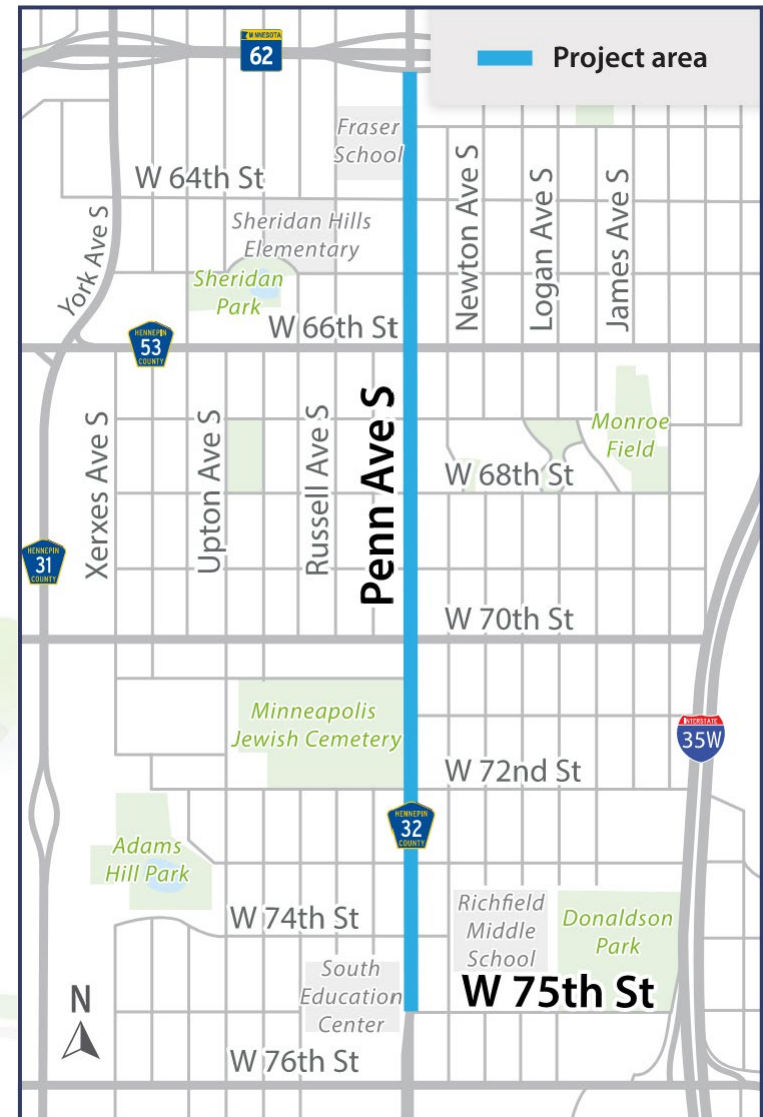 MINNESOTA
62
Project area
Fraser
School
W 64th St
Sheridan Hills
Elementary
Sheridan
Park
York Ave S
Newton Ave S
Logan Ave S
James Ave S
W 66th St
HENNEPIN
53
COUNTY
Xerxes Ave S
Upton Ave S
Russell Ave S
Penn Ave S
Monroe
Field
W 68th St
HENNEPIN
31
COUNTY
W 70th St
Minneapolis
Jewish Cemetery
INTERSTATE
35W
W 72nd St
HENNEPIN
32
COUNTY
Adams
Hill Park
W 74th St
Richfield
Middle
School
Donaldson
Park
South
Education
Center
W 75th St
N
W 76th St